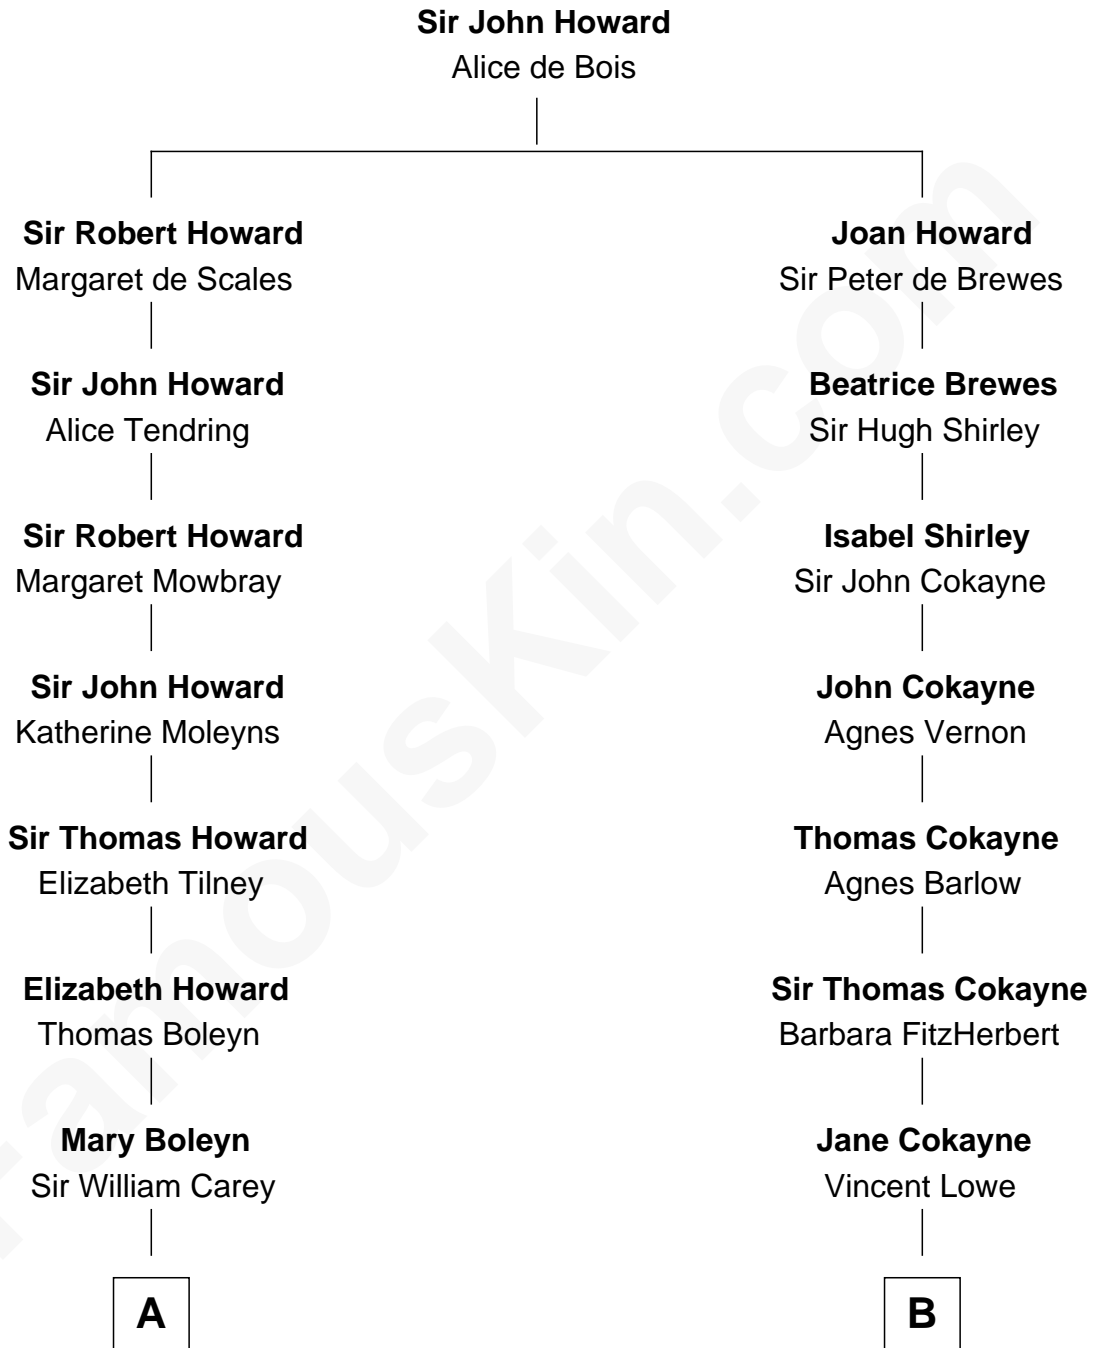 Sir John Howard
Alice de Bois
Sir Robert Howard
Margaret de Scales
Joan Howard
Sir Peter de Brewes
Sir John Howard
Alice Tendring
Beatrice Brewes
Sir Hugh Shirley
Sir Robert Howard
Margaret Mowbray
Isabel Shirley
Sir John Cokayne
Sir John Howard
Katherine Moleyns
John Cokayne
Agnes Vernon
Sir Thomas Howard
Elizabeth Tilney
Thomas Cokayne
Agnes Barlow
Elizabeth Howard
Thomas Boleyn
Sir Thomas Cokayne
Barbara FitzHerbert
Mary Boleyn
Sir William Carey
Jane Cokayne
Vincent Lowe
A
B
FamousKin.com